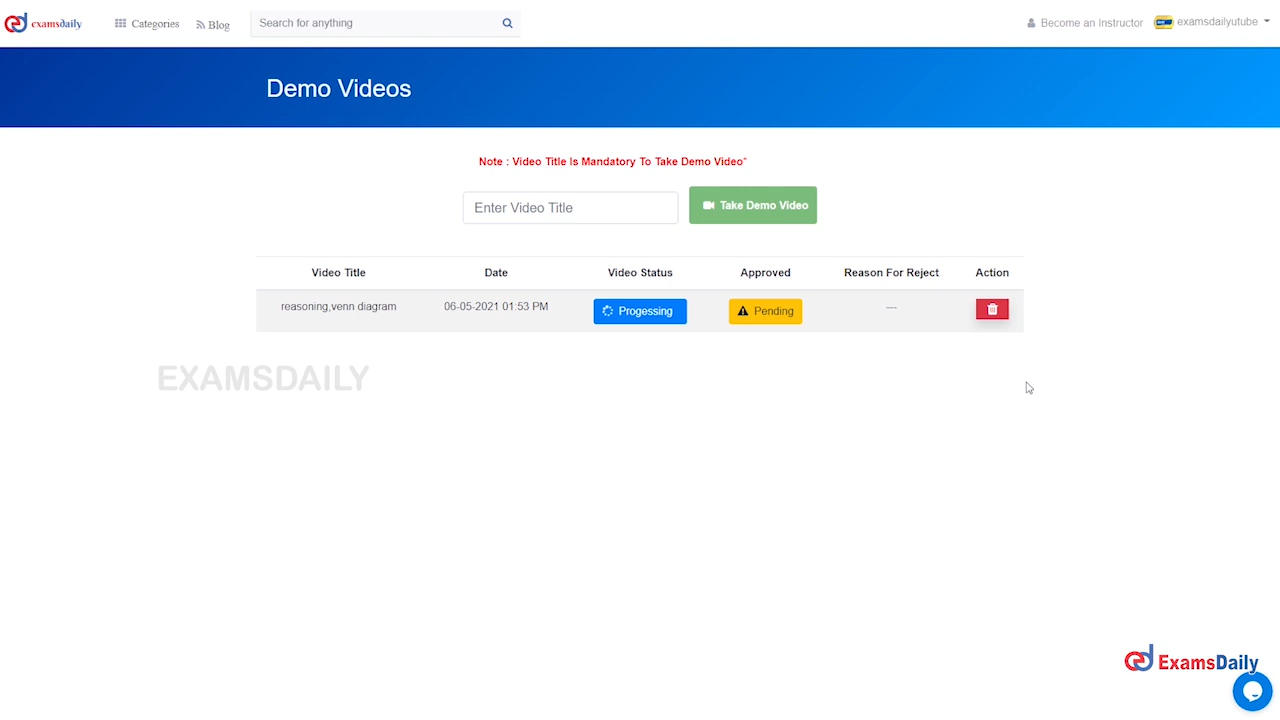 examsdaily Categories Blog Search for anything Become an Instructor examsdailyutube
Demo Videos
Note : Video Title Is Mandatory To Take Demo Video"
Enter Video Title Take Demo Video
Video Title Date Video Status Approved Reason For Reject Action
reasoning,venn diagram 06-05-2021 01:53 PM Progessing Pending ---
EXAMSDAILY
ExamsDaily